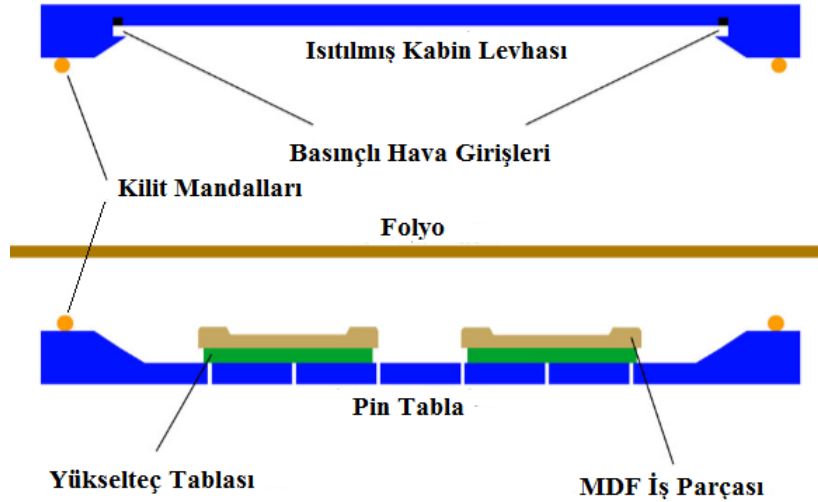 Isıtılmış Kabin Levhası
Basınçlı Hava Girişleri
Kilit Mandalları
Folyo
Pin Tabla
Yükselteç Tablası
MDF İş Parçası